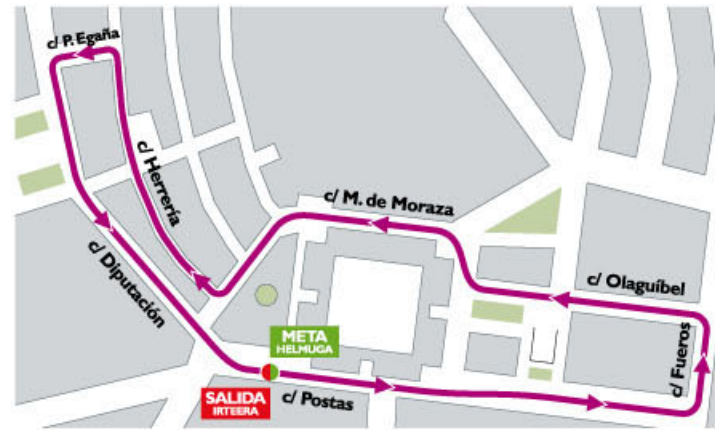 c/ P. Egaña
c/ Herrería
c/ M. de Moraza
c/ Diputación
c/ Olaguíbel
META
HELMUGA
c/ Fueros
SALIDA
IRTEERA
c/ Postas